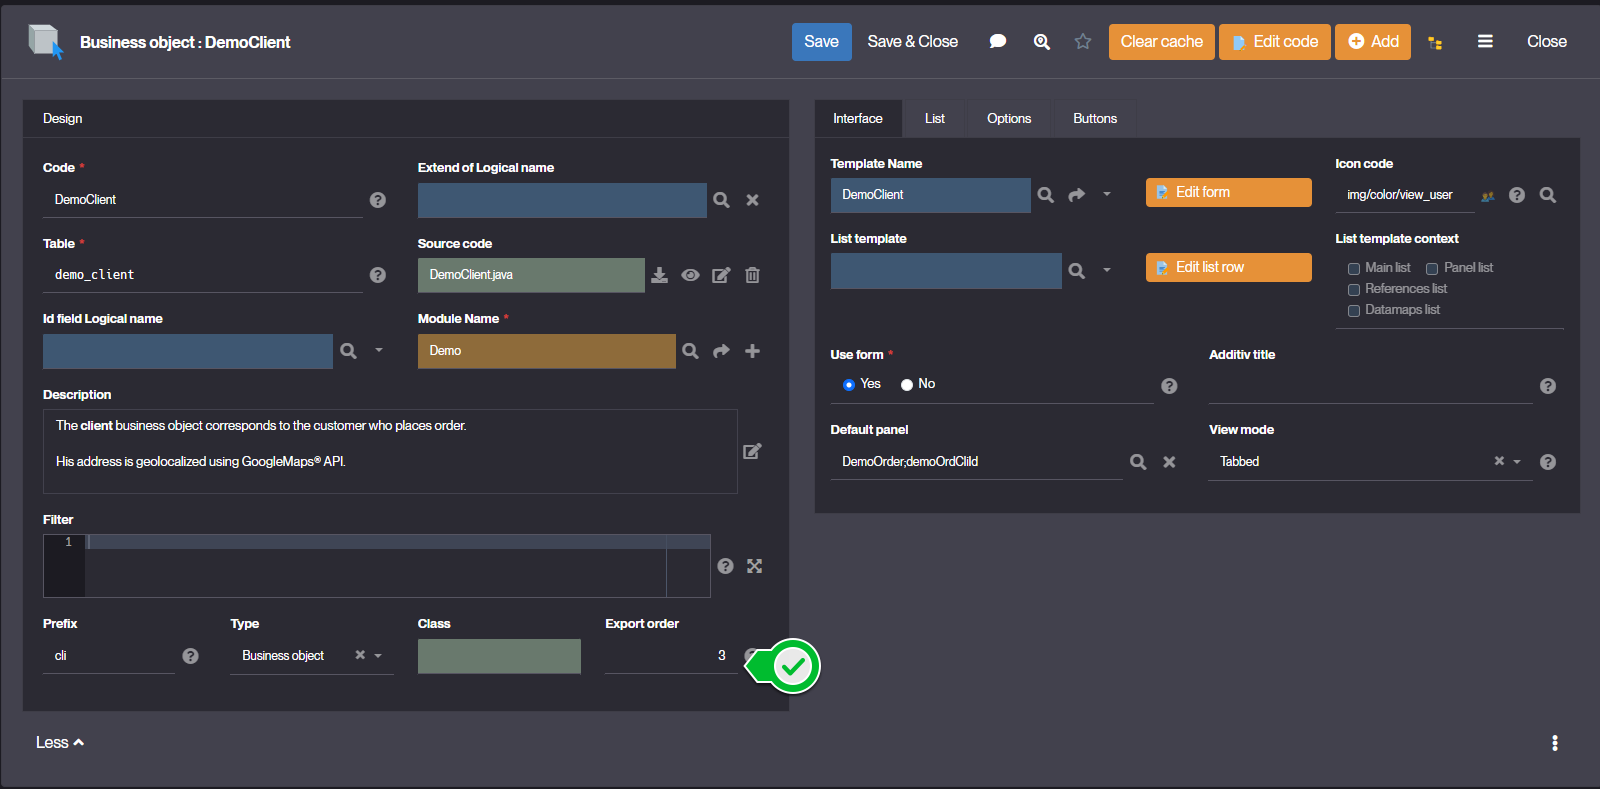 Business object : DemoClient
Save
Save & Close
Clear cache
Edit code
Add
Close
Design
Code *
DemoClient
Extend of Logical name
Table *
demo_client
Source code
DemoClient.java
Id field Logical name
Module Name *
Demo
Description
The client business object corresponds to the customer who places order.
His address is geolocalized using GoogleMaps® API.
Filter
1
Prefix
cli
Type
Business object
Class
Export order
3
Interface
List
Options
Buttons
Template Name
DemoClient
Edit form
Icon code
img/color/view_user
List template
Edit list row
List template context
Main list
Panel list
References list
Datamaps list
Use form *
Yes
No
Additiv title
Default panel
DemoOrder;demoOrdCliId
View mode
Tabbed
Less